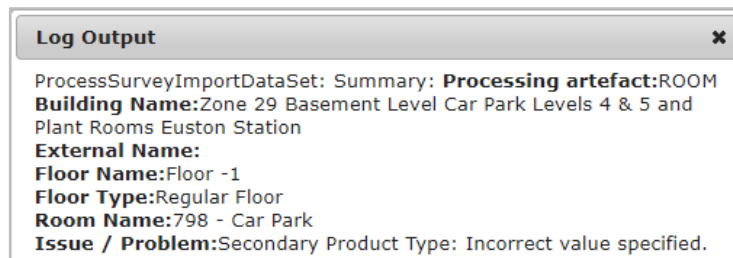 Log Output
ProcessSurveyImportDataSet: Summary: Processing artefact:ROOM
Building Name:Zone 29 Basement Level Car Park Levels 4 & 5 and
Plant Rooms Euston Station
External Name:
Floor Name:Floor -1
Floor Type:Regular Floor
Room Name:798 - Car Park
Issue / Problem:Secondary Product Type: Incorrect value specified.